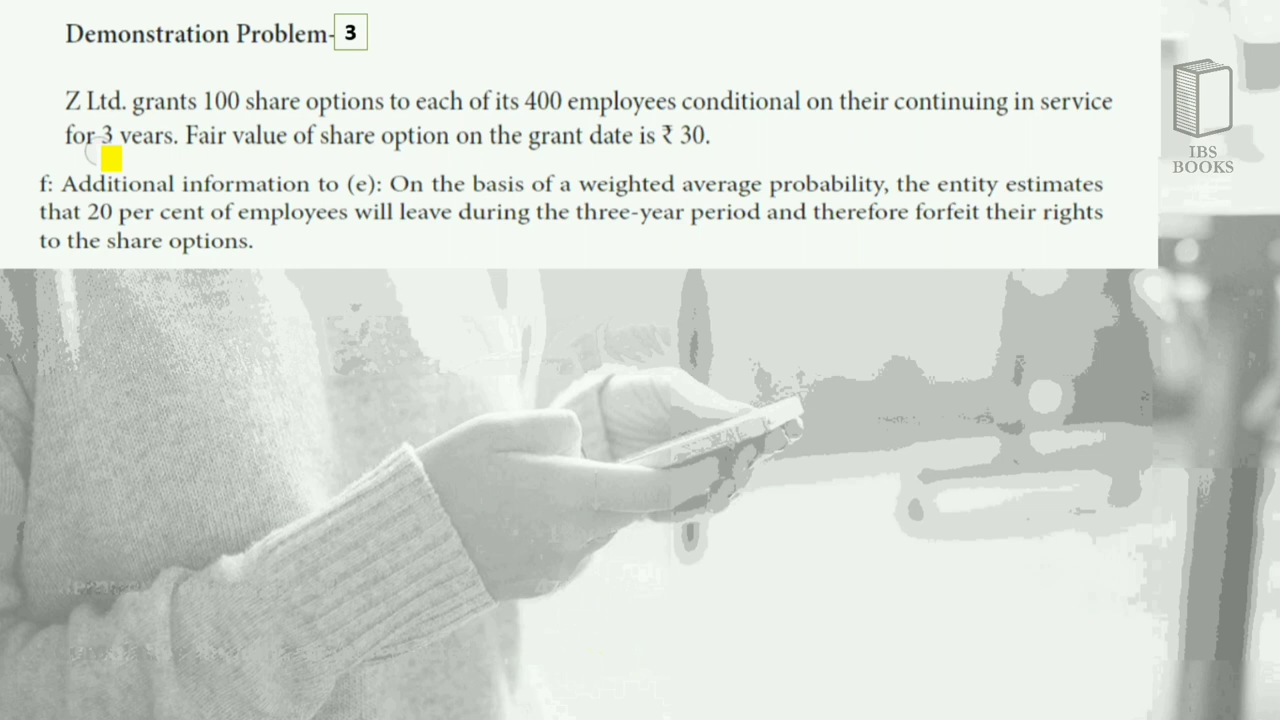 Demonstration Problem- 3
Z Ltd. grants 100 share options to each of its 400 employees conditional on their continuing in service
for 3 years. Fair value of share option on the grant date is ₹ 30.
f: Additional information to (e): On the basis of a weighted average probability, the entity estimates
that 20 per cent of employees will leave during the three-year period and therefore forfeit their rights
to the share options.
IBS
BOOKS